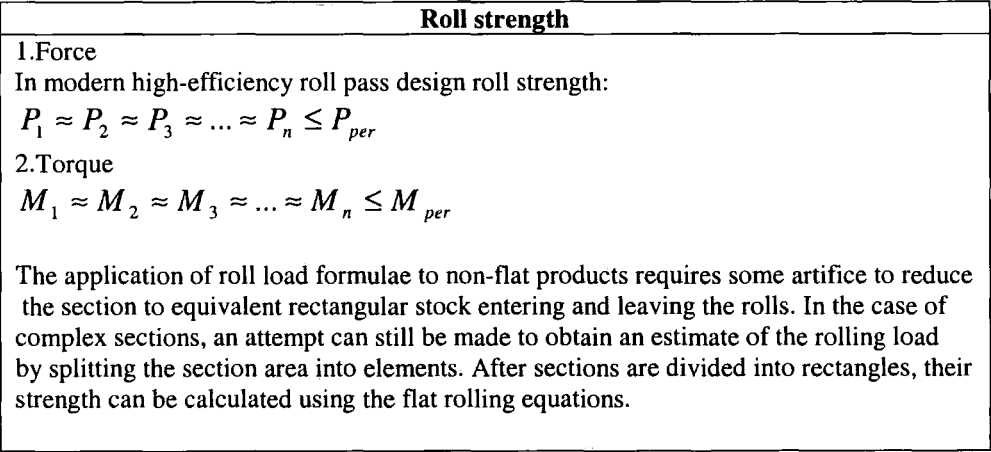 Roll strength
1.Force
In modern high-efficiency roll pass design roll strength:
P₁ ≈ P₂ ≈ P₃ ≈ ... ≈ Pₙ ≤ P_per
2.Torque
M₁ ≈ M₂ ≈ M₃ ≈ ... ≈ Mₙ ≤ M_per
The application of roll load formulae to non-flat products requires some artifice to reduce
the section to equivalent rectangular stock entering and leaving the rolls. In the case of
complex sections, an attempt can still be made to obtain an estimate of the rolling load
by splitting the section area into elements. After sections are divided into rectangles, their
strength can be calculated using the flat rolling equations.